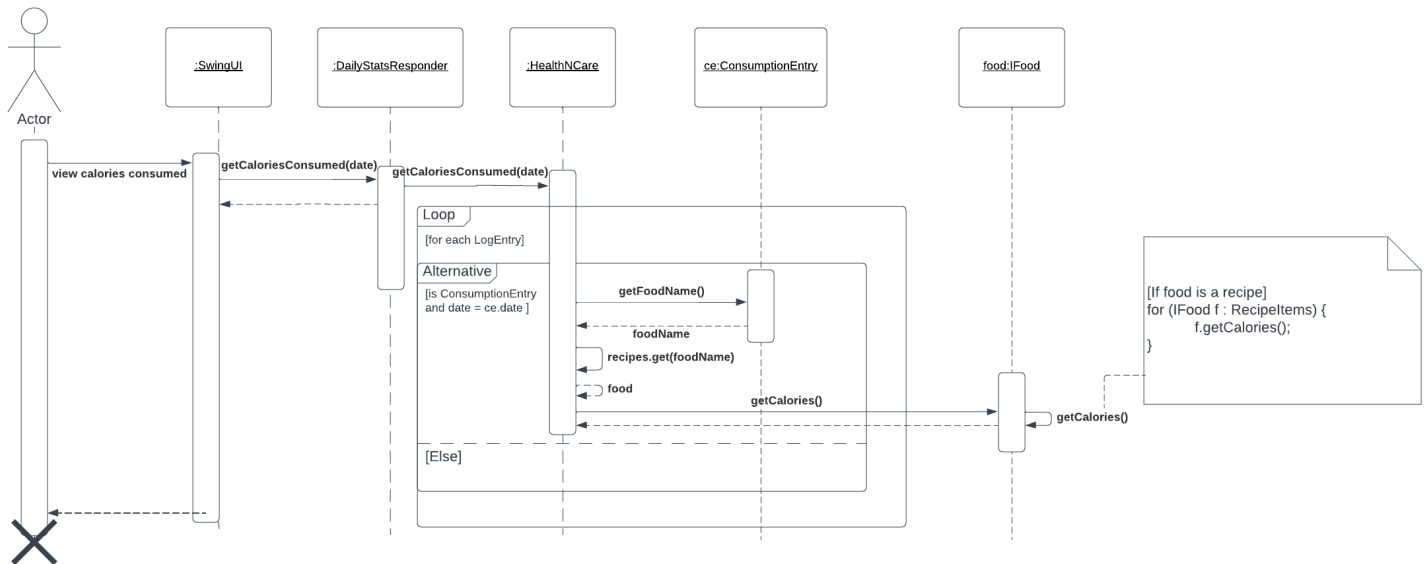 :SwingUI
:DailyStatsResponder
:HealthNCare
ce:ConsumptionEntry
food:IFood
Actor
view calories consumed
getCaloriesConsumed(date)
getCaloriesConsumed(date)
Loop
[for each LogEntry]
Alternative
[is ConsumptionEntry
and date = ce.date ]
getFoodName()
foodName
recipes.get(foodName)
food
getCalories()
getCalories()
[If food is a recipe]
for (IFood f : RecipeItems) {
f.getCalories();
}
[Else]